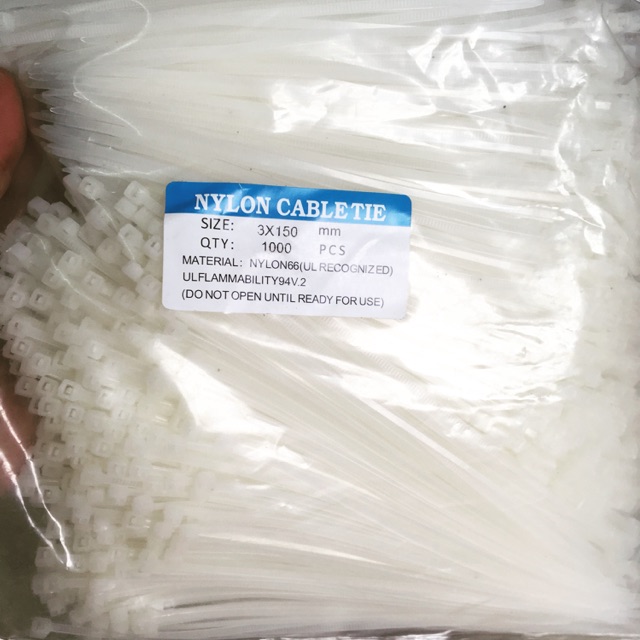 NYLON CABLE TIE
SIZE: 3X150 mm
QTY: 1000 PCS
MATERIAL: NYLON66(UL RECOGNIZED)
ULFLAMMABILITY94V.2
(DO NOT OPEN UNTIL READY FOR USE)